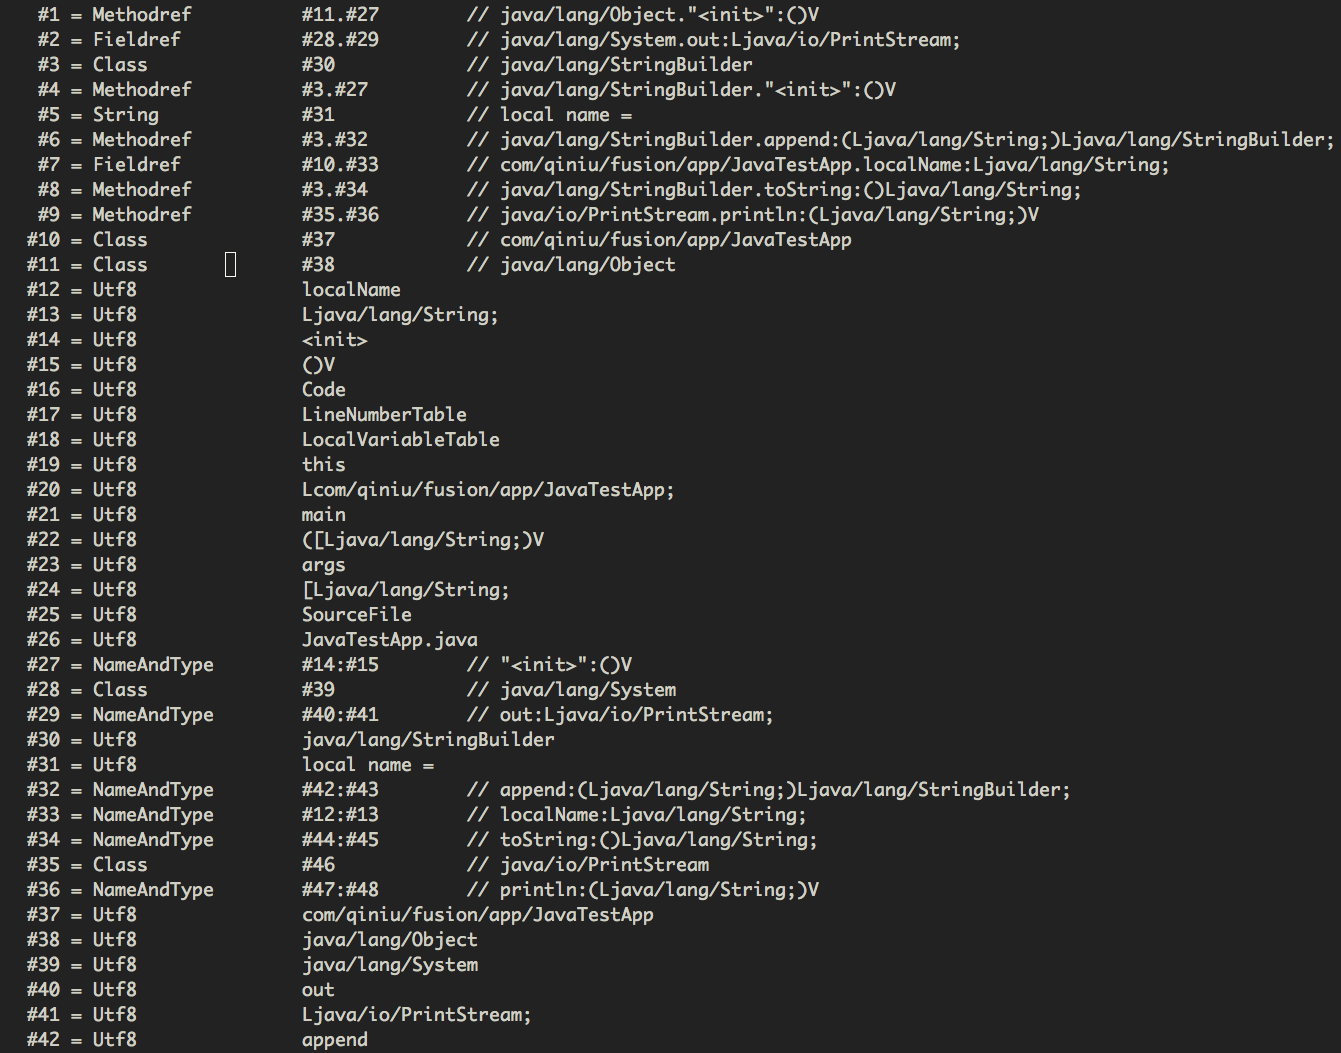 #1 = Methodref #11.#27 // java/lang/Object."<init>":()V
#2 = Fieldref #28.#29 // java/lang/System.out:Ljava/io/PrintStream;
#3 = Class #30 // java/lang/StringBuilder
#4 = Methodref #3.#27 // java/lang/StringBuilder."<init>":()V
#5 = String #31 // local name =
#6 = Methodref #3.#32 // java/lang/StringBuilder.append:(Ljava/lang/String;)Ljava/lang/StringBuilder;
#7 = Fieldref #10.#33 // com/qiniu/fusion/app/JavaTestApp.localName:Ljava/lang/String;
#8 = Methodref #3.#34 // java/lang/StringBuilder.toString:()Ljava/lang/String;
#9 = Methodref #35.#36 // java/io/PrintStream.println:(Ljava/lang/String;)V
#10 = Class #37 // com/qiniu/fusion/app/JavaTestApp
#11 = Class #38 // java/lang/Object
#12 = Utf8 localName
#13 = Utf8 Ljava/lang/String;
#14 = Utf8 <init>
#15 = Utf8 ()V
#16 = Utf8 Code
#17 = Utf8 LineNumberTable
#18 = Utf8 LocalVariableTable
#19 = Utf8 this
#20 = Utf8 Lcom/qiniu/fusion/app/JavaTestApp;
#21 = Utf8 main
#22 = Utf8 ([Ljava/lang/String;)V
#23 = Utf8 args
#24 = Utf8 [Ljava/lang/String;
#25 = Utf8 SourceFile
#26 = Utf8 JavaTestApp.java
#27 = NameAndType #14:#15 // "<init>":()V
#28 = Class #39 // java/lang/System
#29 = NameAndType #40:#41 // out:Ljava/io/PrintStream;
#30 = Utf8 java/lang/StringBuilder
#31 = Utf8 local name =
#32 = NameAndType #42:#43 // append:(Ljava/lang/String;)Ljava/lang/StringBuilder;
#33 = NameAndType #12:#13 // localName:Ljava/lang/String;
#34 = NameAndType #44:#45 // toString:()Ljava/lang/String;
#35 = Class #46 // java/io/PrintStream
#36 = NameAndType #47:#48 // println:(Ljava/lang/String;)V
#37 = Utf8 com/qiniu/fusion/app/JavaTestApp
#38 = Utf8 java/lang/Object
#39 = Utf8 java/lang/System
#40 = Utf8 out
#41 = Utf8 Ljava/io/PrintStream;
#42 = Utf8 append